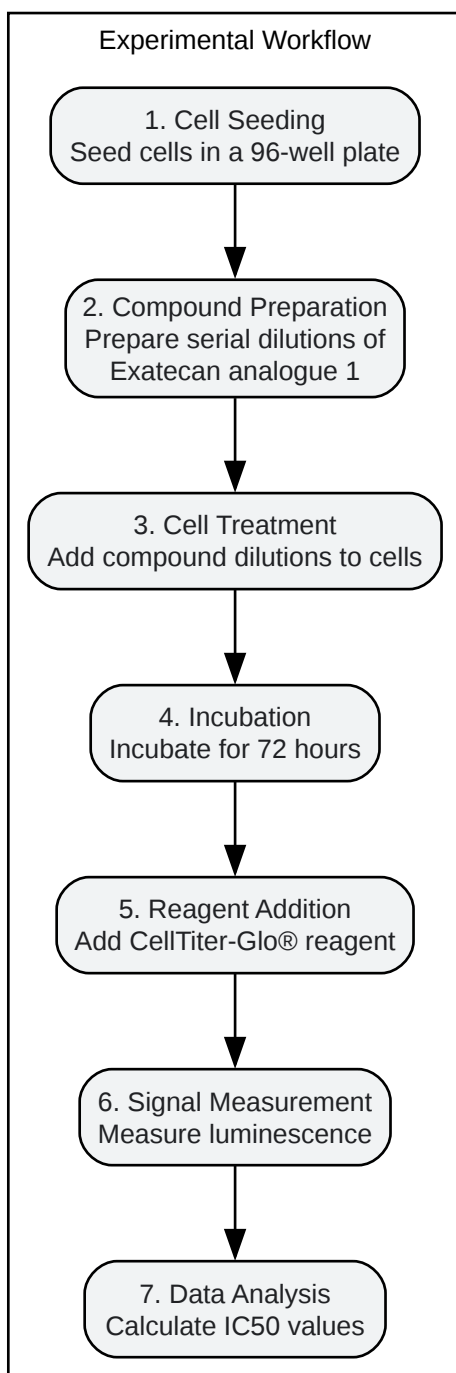 Experimental Workflow
1. Cell Seeding
Seed cells in a 96-well plate
2. Compound Preparation
Prepare serial dilutions of
Exatecan analogue 1
3. Cell Treatment
Add compound dilutions to cells
4. Incubation
Incubate for 72 hours
5. Reagent Addition
Add CellTiter-Glo® reagent
6. Signal Measurement
Measure luminescence
7. Data Analysis
Calculate IC50 values